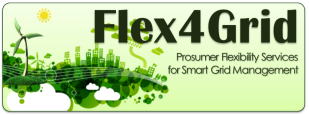 Flex4Grid
Prosumer Flexibility Services
for Smart Grid Management